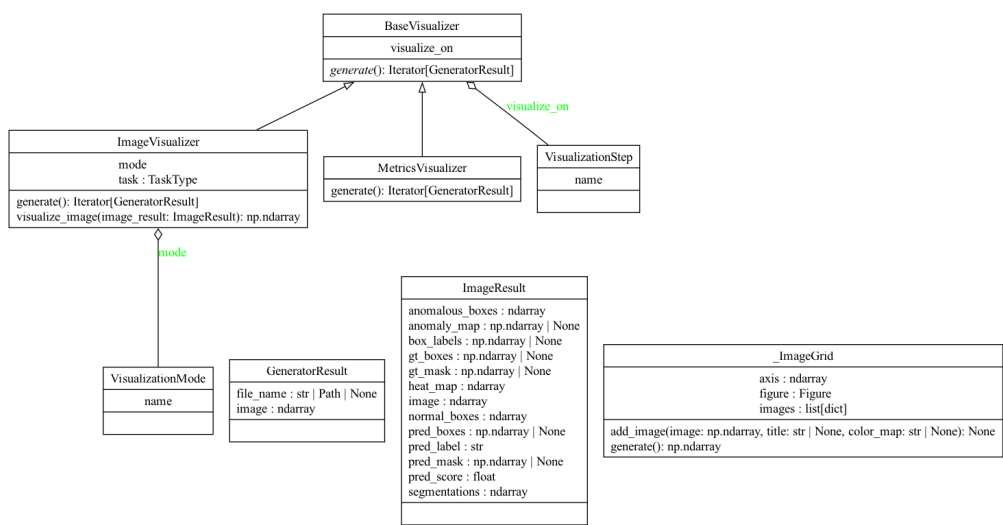 BaseVisualizer
visualize_on
generate(): Iterator[GeneratorResult]
visualize_on
ImageVisualizer
mode
task : TaskType
generate(): Iterator[GeneratorResult]
visualize_image(image_result: ImageResult): np.ndarray
MetricsVisualizer
generate(): Iterator[GeneratorResult]
VisualizationStep
name
mode
VisualizationMode
name
GeneratorResult
file_name : str | Path | None
image : ndarray
ImageResult
anomalous_boxes : ndarray
anomaly_map : np.ndarray | None
box_labels : np.ndarray | None
gt_boxes : np.ndarray | None
gt_mask : np.ndarray | None
heat_map : ndarray
image : ndarray
normal_boxes : ndarray
pred_boxes : np.ndarray | None
pred_label : str
pred_mask : np.ndarray | None
pred_score : float
segmentations : ndarray
_ImageGrid
axis : ndarray
figure : Figure
images : list[dict]
add_image(image: np.ndarray, title: str | None, color_map: str | None): None
generate(): np.ndarray